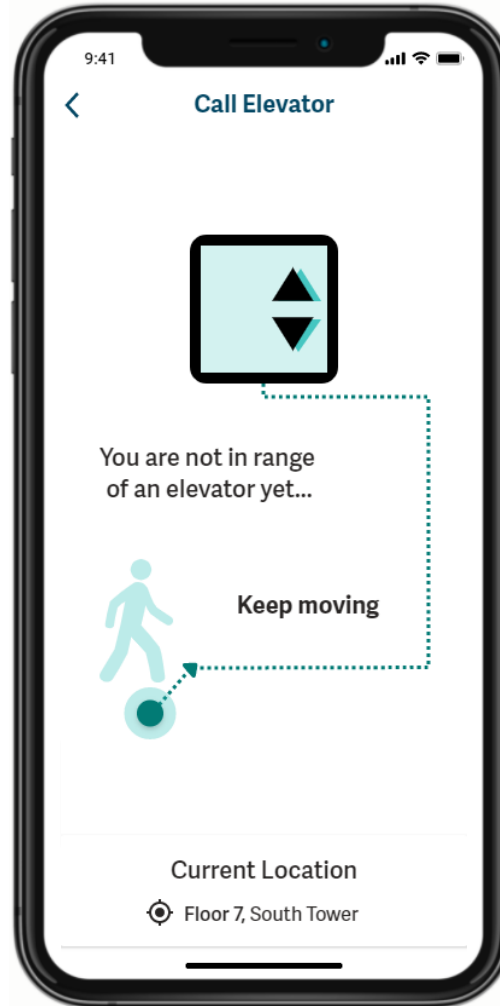 9:41
Call Elevator
You are not in range
of an elevator yet...
Keep moving
Current Location
Floor 7, South Tower